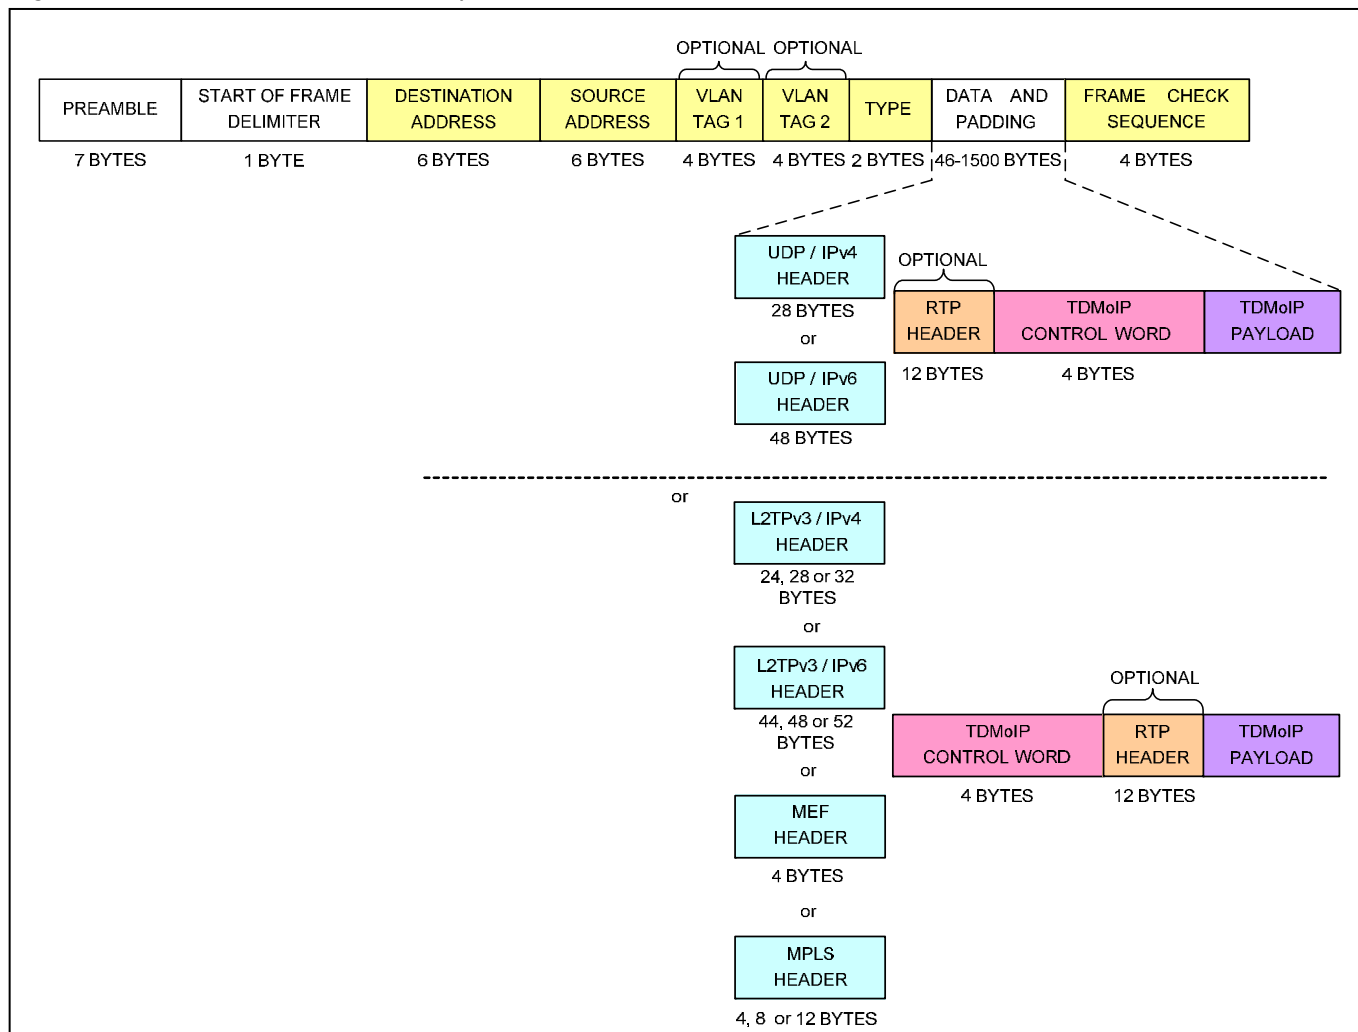 OPTIONAL OPTIONAL
PREAMBLE
START OF FRAME
DELIMITER
DESTINATION
ADDRESS
SOURCE
ADDRESS
VLAN
TAG 1
VLAN
TAG 2
TYPE
DATA AND
PADDING
FRAME CHECK
SEQUENCE
7 BYTES
1 BYTE
6 BYTES
6 BYTES
4 BYTES
4 BYTES
2 BYTES
46-1500 BYTES
4 BYTES
UDP / IPv4
HEADER
28 BYTES
or
UDP / IPv6
HEADER
48 BYTES
OPTIONAL
RTP
HEADER
TDMoIP
CONTROL WORD
TDMoIP
PAYLOAD
12 BYTES
4 BYTES
or
L2TPv3 / IPv4
HEADER
24, 28 or 32
BYTES
or
L2TPv3 / IPv6
HEADER
44, 48 or 52
BYTES
or
MEF
HEADER
4 BYTES
or
MPLS
HEADER
4, 8 or 12 BYTES
OPTIONAL
TDMoIP
CONTROL WORD
RTP
HEADER
TDMoIP
PAYLOAD
4 BYTES
12 BYTES